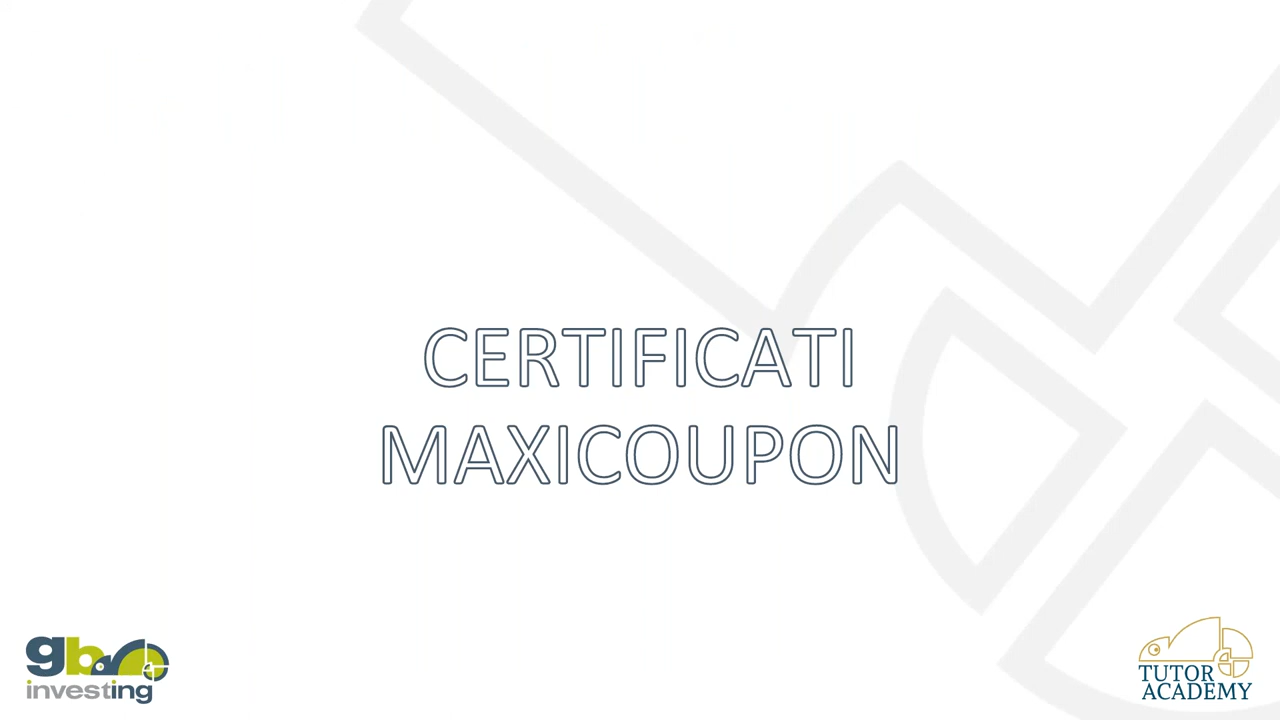 CERTIFICATI
MAXICOUPON
gb
investing
TUTOR
ACADEMY